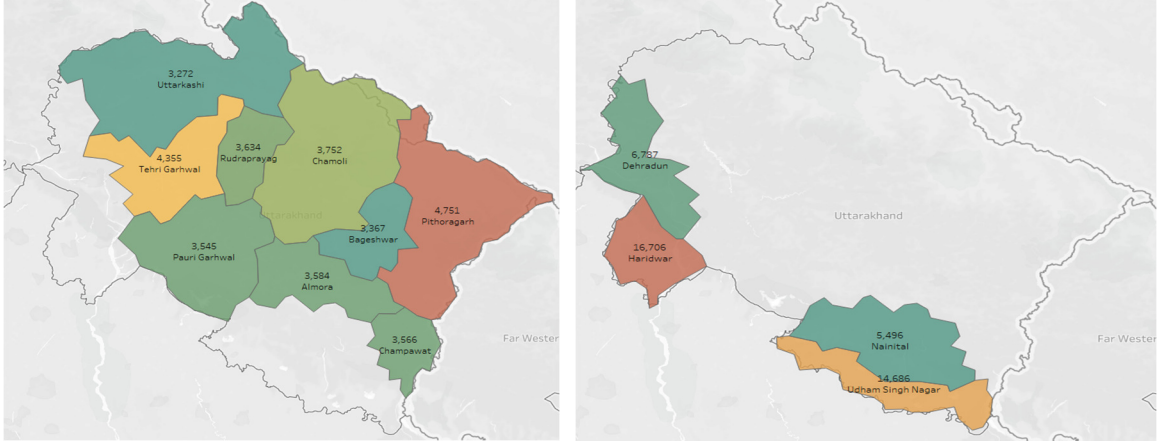 3,272
Uttarkashi
4,355
Tehri Garhwal
3,634
Rudraprayag
3,752
Chamoli
4,751
Pithoragarh
Uttarakhand
3,367
Bageshwar
3,545
Pauri Garhwal
3,584
Almora
3,566
Champawat
Far Wester
6,787
Dehradun
Uttarakhand
16,706
Haridwar
5,496
Nainital
14,686
Udham Singh Nagar
Far Wester